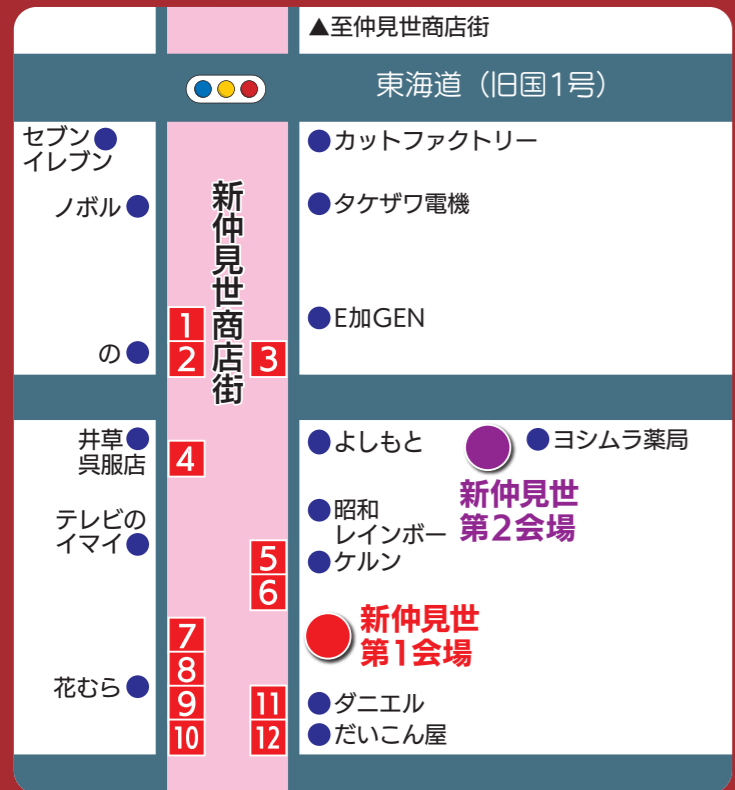 ▲至仲見世商店街
東海道（旧国1号）
セブン
イレブン
カットファクトリー
ノボル
タケザワ電機
新仲見世商店街
E加GEN
1
の
2
3
井草
呉服店
4
よしもと
ヨシムラ薬局
新仲見世
第2会場
テレビの
イマイ
昭和
レインボー
5
ケルン
6
新仲見世
第1会場
7
8
花むら
9
11
ダニエル
10
12
だいこん屋